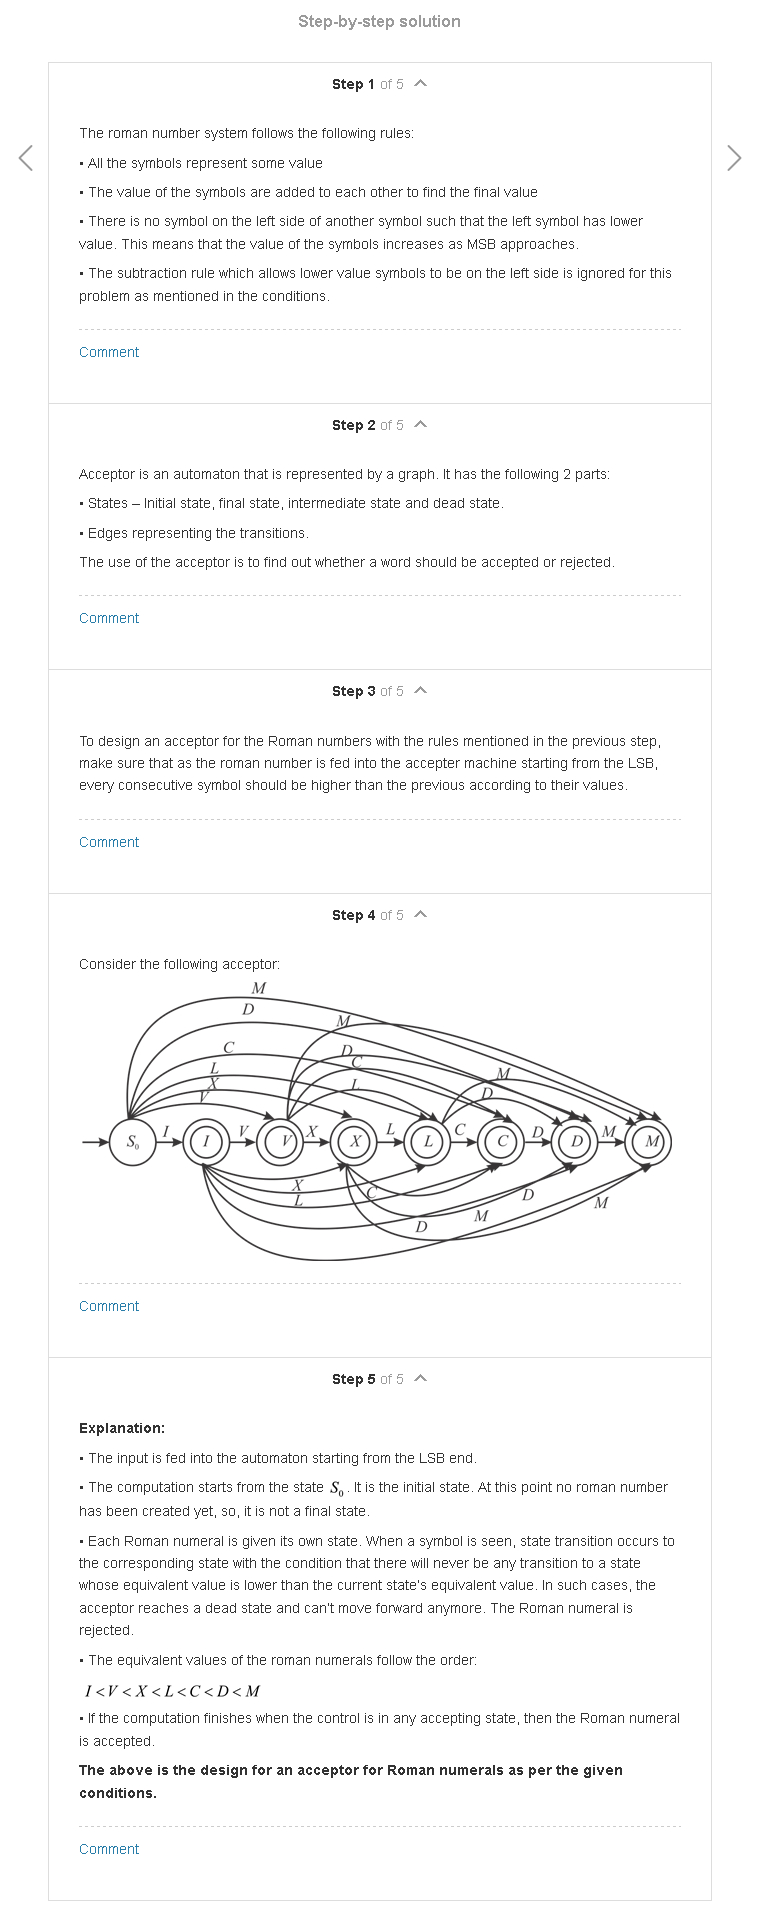 Step-by-step solution
Step 1 of 5
The roman number system follows the following rules:
• All the symbols represent some value
• The value of the symbols are added to each other to find the final value
• There is no symbol on the left side of another symbol such that the left symbol has lower
value. This means that the value of the symbols increases as MSB approaches.
• The subtraction rule which allows lower value symbols to be on the left side is ignored for this
problem as mentioned in the conditions.
Comment
Step 2 of 5
Acceptor is an automaton that is represented by a graph. It has the following 2 parts:
• States – Initial state, final state, intermediate state and dead state.
• Edges representing the transitions.
The use of the acceptor is to find out whether a word should be accepted or rejected.
Comment
Step 3 of 5
To design an acceptor for the Roman numbers with the rules mentioned in the previous step,
make sure that as the roman number is fed into the accepter machine starting from the LSB,
every consecutive symbol should be higher than the previous according to their values.
Comment
Step 4 of 5
Consider the following acceptor:
M
D
M
C
D
C
L
M
X
L
D
V
S₀ I I V V X X L L C C D D M M
X
C
L
D
M
M
D
Comment
Step 5 of 5
Explanation:
• The input is fed into the automaton starting from the LSB end.
• The computation starts from the state S₀. It is the initial state. At this point no roman number
has been created yet, so, it is not a final state.
• Each Roman numeral is given its own state. When a symbol is seen, state transition occurs to
the corresponding state with the condition that there will never be any transition to a state
whose equivalent value is lower than the current state's equivalent value. In such cases, the
acceptor reaches a dead state and can't move forward anymore. The Roman numeral is
rejected.
• The equivalent values of the roman numerals follow the order:
I < V < X < L < C < D < M
• If the computation finishes when the control is in any accepting state, then the Roman numeral
is accepted.
The above is the design for an acceptor for Roman numerals as per the given
conditions.
Comment